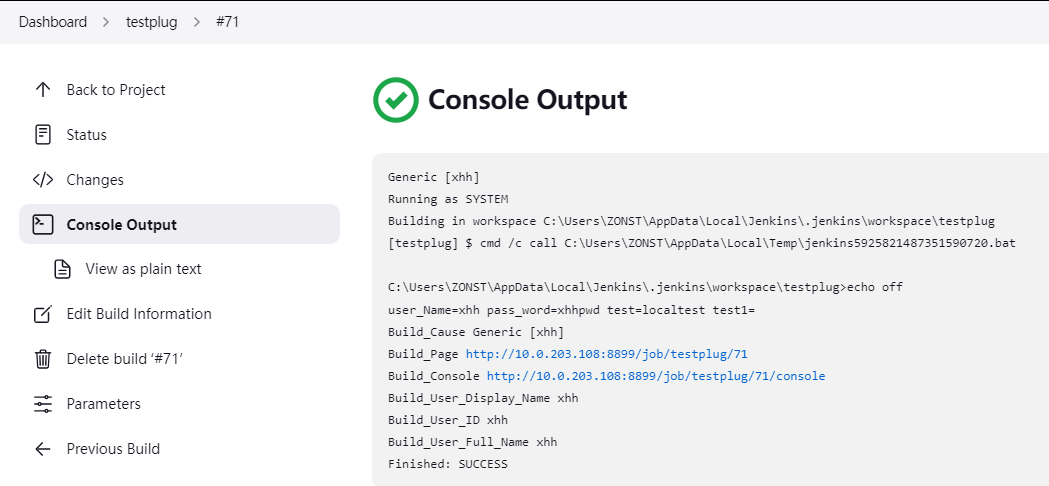 Dashboard > testplug > #71
Back to Project
Status
Changes
Console Output
View as plain text
Edit Build Information
Delete build ‘#71’
Parameters
Previous Build
Console Output
Generic [xhh]
Running as SYSTEM
Building in workspace C:\Users\ZONST\AppData\Local\Jenkins\.jenkins\workspace\testplug
[testplug] $ cmd /c call C:\Users\ZONST\AppData\Local\Temp\jenkins5925821487351590720.bat
C:\Users\ZONST\AppData\Local\Jenkins\.jenkins\workspace\testplug>echo off
user_Name=xhh pass_word=xhhpwd test=localtest test1=
Build_Cause Generic [xhh]
Build_Page http://10.0.203.108:8899/job/testplug/71
Build_Console http://10.0.203.108:8899/job/testplug/71/console
Build_User_Display_Name xhh
Build_User_ID xhh
Build_User_Full_Name xhh
Finished: SUCCESS